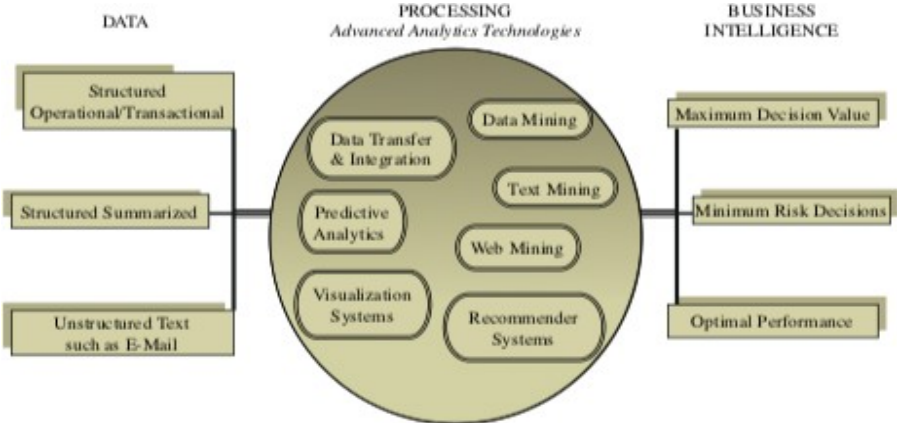 DATA
PROCESSING
Advanced Analytics Technologies
BUSINESS
INTELLIGENCE
Structured
Operational/Transactional
Structured Summarized
Unstructured Text
such as E-Mail
Data Transfer
& Integration
Predictive
Analytics
Visualization
Systems
Data Mining
Text Mining
Web Mining
Recommender
Systems
Maximum Decision Value
Minimum Risk Decisions
Optimal Performance